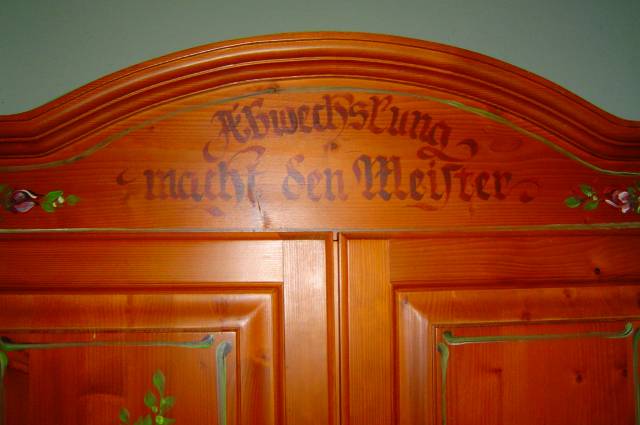 Abwechslung
macht den Meister